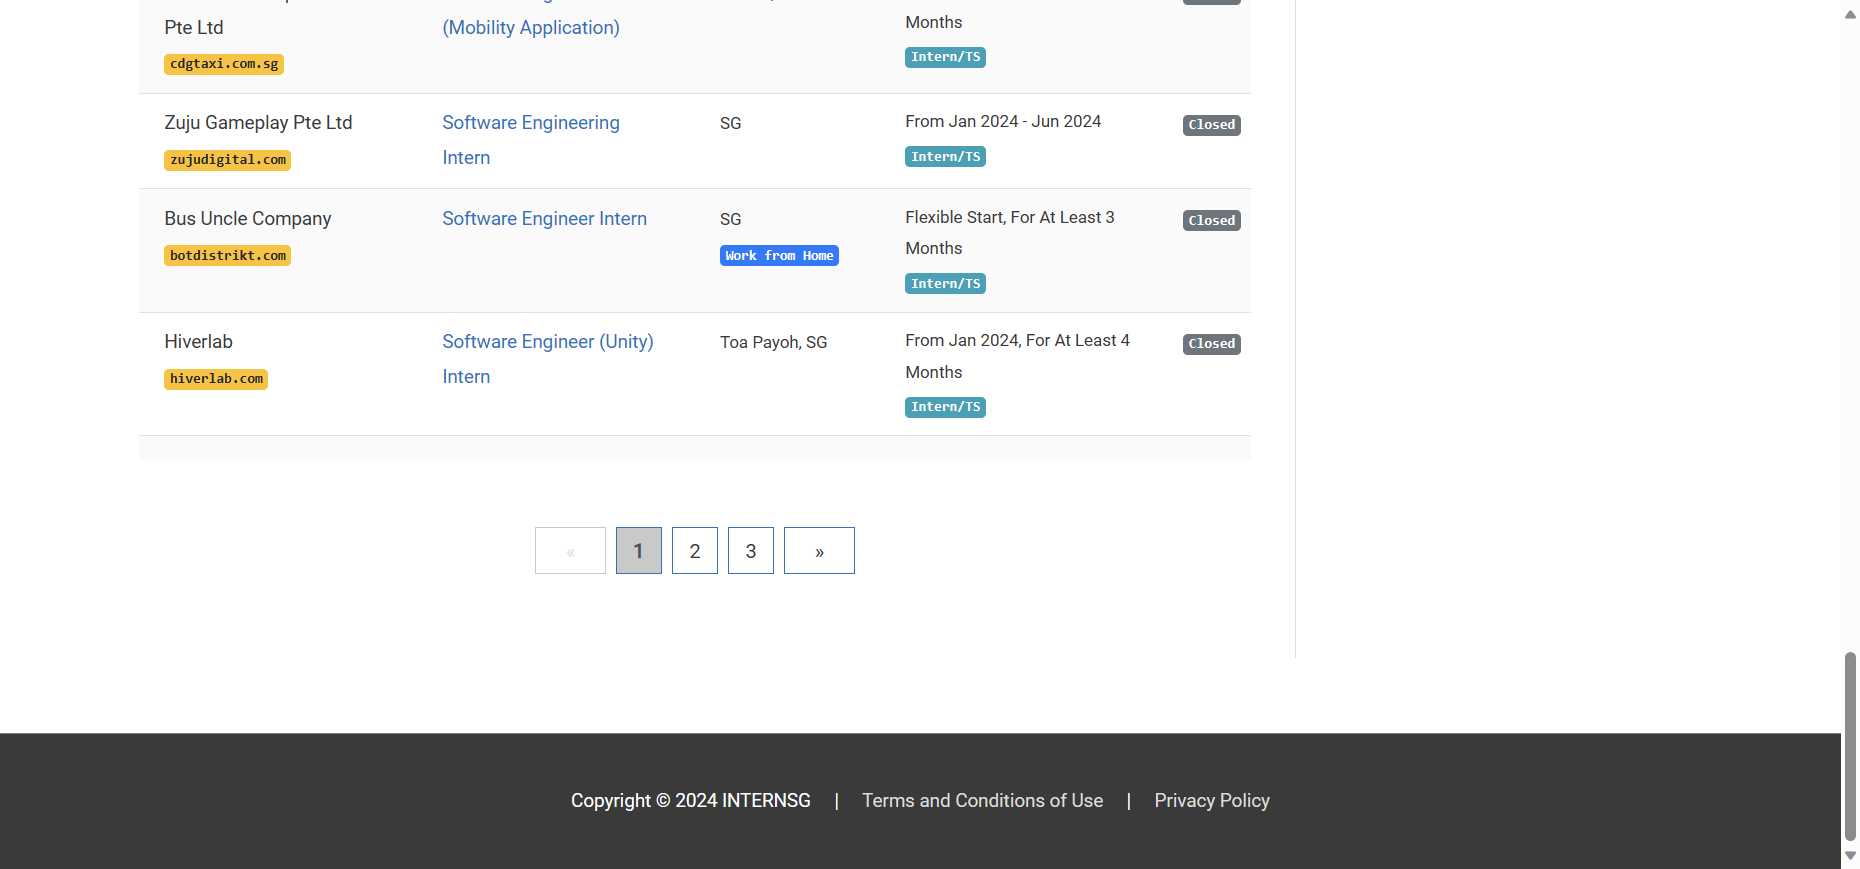 Pte Ltd
(Mobility Application)
Months
cdgtaxi.com.sg
Intern/TS
Zuju Gameplay Pte Ltd
Software Engineering
Intern
SG
From Jan 2024 - Jun 2024
Closed
zujudigital.com
Intern/TS
Bus Uncle Company
Software Engineer Intern
SG
Flexible Start, For At Least 3
Months
Closed
botdistrikt.com
Work from Home
Intern/TS
Hiverlab
Software Engineer (Unity)
Intern
Toa Payoh, SG
From Jan 2024, For At Least 4
Months
Closed
hiverlab.com
Intern/TS
« 1 2 3 »
Copyright © 2024 INTERNSG | Terms and Conditions of Use | Privacy Policy